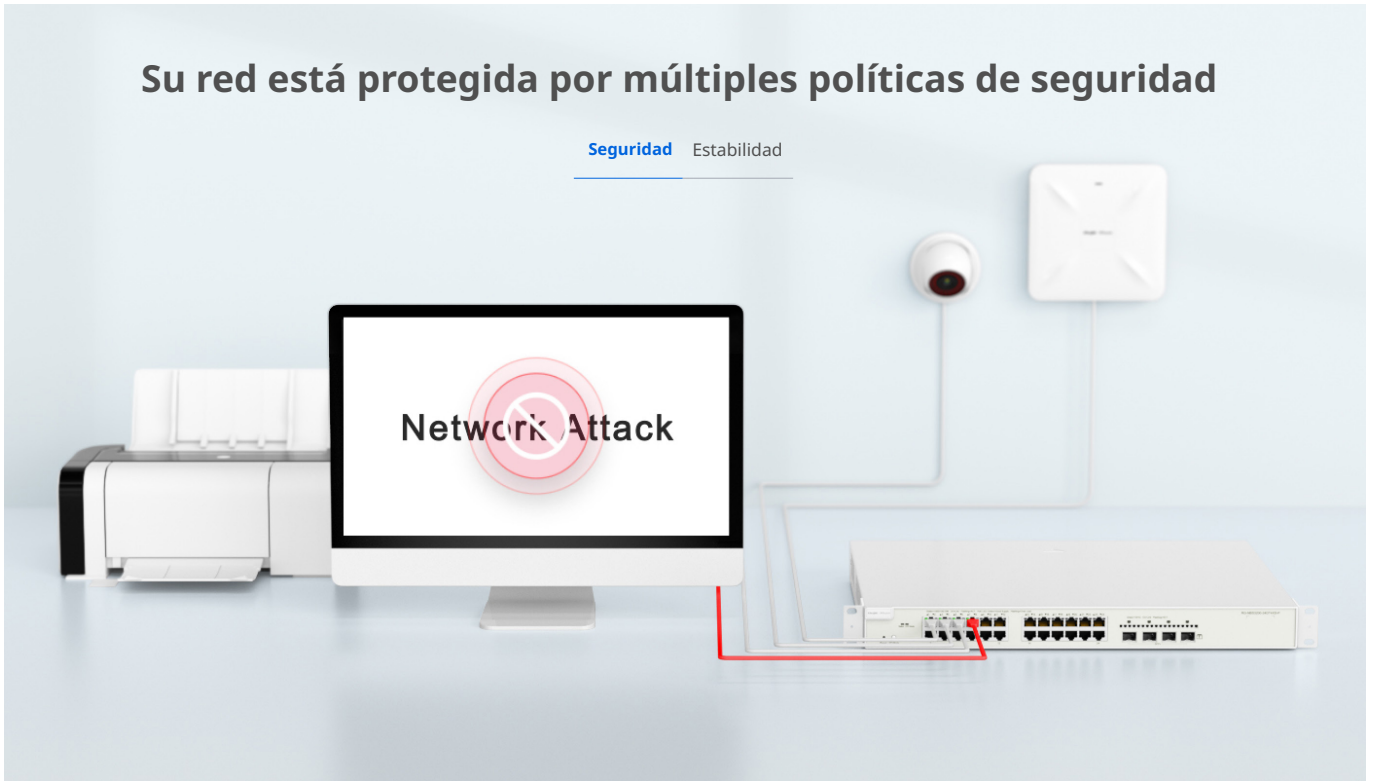 Su red está protegida por múltiples políticas de seguridad
Seguridad Estabilidad
Network Attack